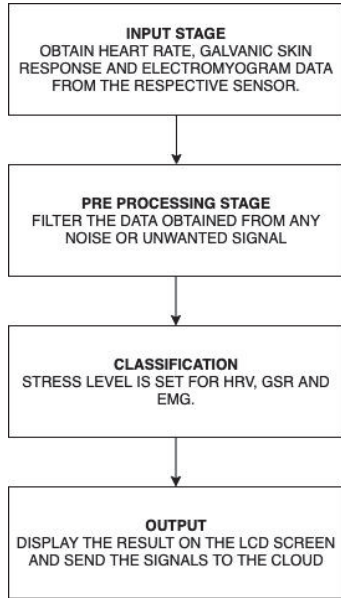 INPUT STAGE
OBTAIN HEART RATE, GALVANIC SKIN
RESPONSE AND ELECTROMYOGRAM DATA
FROM THE RESPECTIVE SENSOR.
PRE PROCESSING STAGE
FILTER THE DATA OBTAINED FROM ANY
NOISE OR UNWANTED SIGNAL
CLASSIFICATION
STRESS LEVEL IS SET FOR HRV, GSR AND
EMG.
OUTPUT
DISPLAY THE RESULT ON THE LCD SCREEN
AND SEND THE SIGNALS TO THE CLOUD